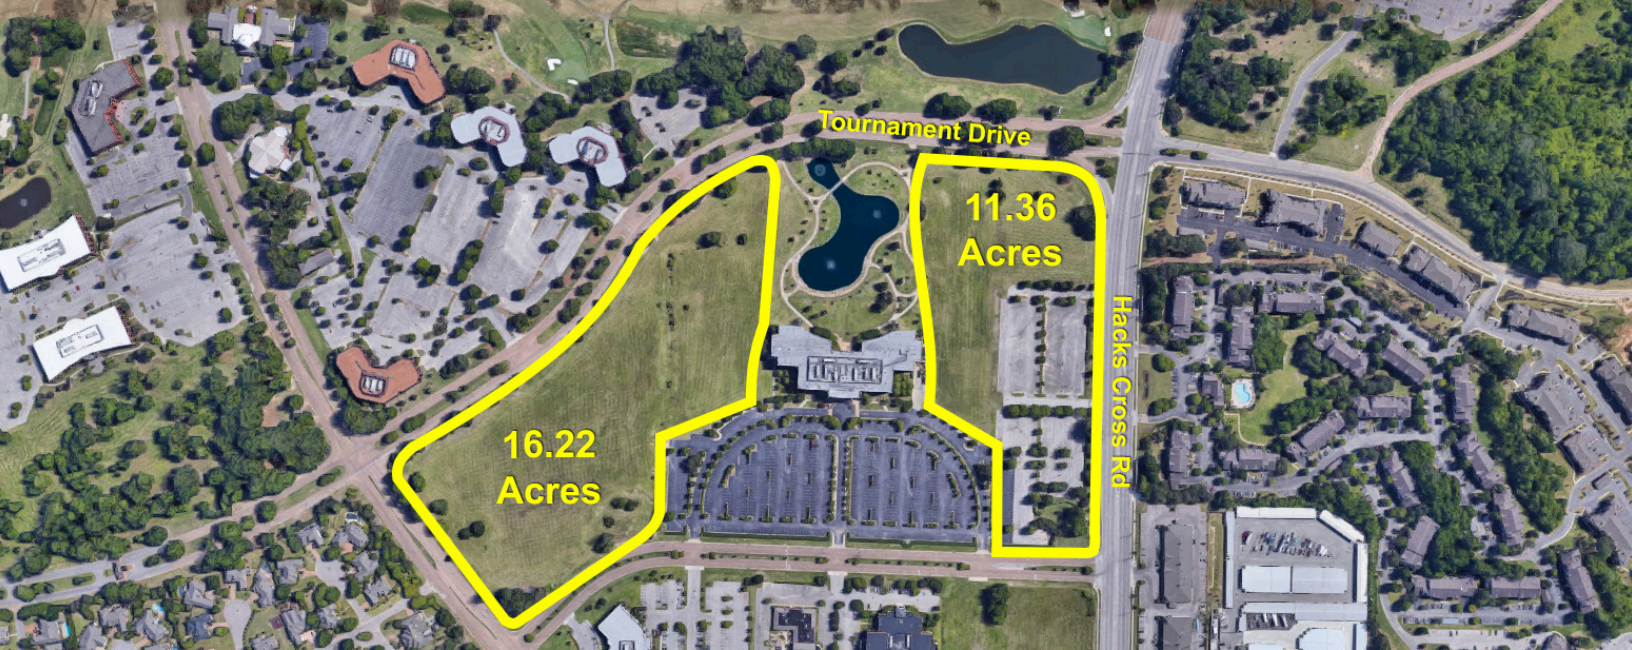 Tournament Drive
11.36
Acres
Hacks Cross Rd
16.22
Acres